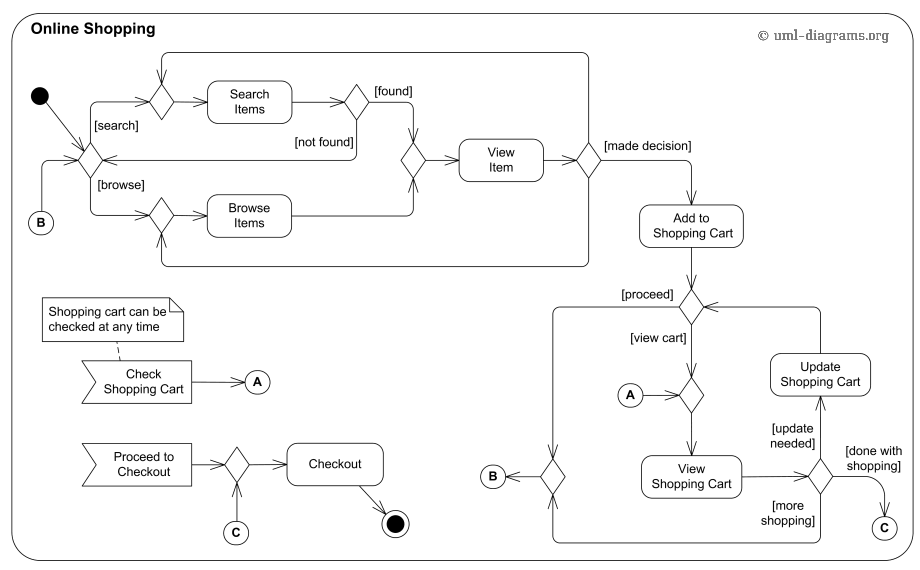 Online Shopping
© uml-diagrams.org
Search
Items
[found]
[search]
[not found]
[made decision]
View
Item
[browse]
Browse
Items
B
Add to
Shopping Cart
[proceed]
Shopping cart can be
checked at any time
[view cart]
Check
Shopping Cart
A
A
Update
Shopping Cart
[update
needed]
[done with
shopping]
Proceed to
Checkout
Checkout
B
View
Shopping Cart
[more
shopping]
C
C